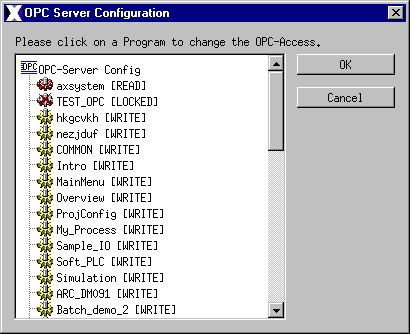 OPC Server Configuration
Please click on a Program to change the OPC-Access.
OPC OPC-Server Config
axsystem [READ]
TEST_OPC [LOCKED]
hkgcvkh [WRITE]
nezjduf [WRITE]
COMMON [WRITE]
Intro [WRITE]
MainMenu [WRITE]
Overview [WRITE]
ProjConfig [WRITE]
My_Process [WRITE]
Sample_IO [WRITE]
Soft_PLC [WRITE]
Simulation [WRITE]
ARC_DM091 [WRITE]
Batch_demo_2 [WRITE]
OK
Cancel